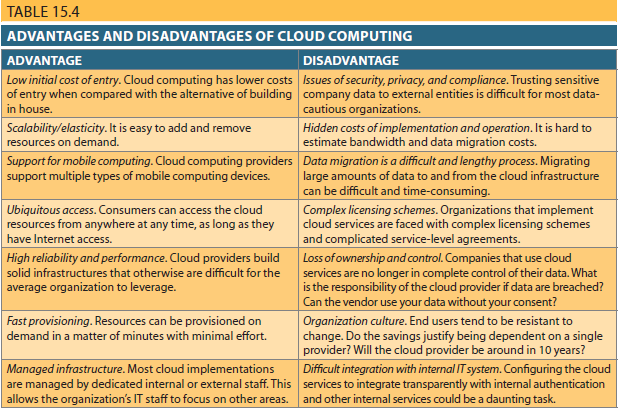 TABLE 15.4
ADVANTAGES AND DISADVANTAGES OF CLOUD COMPUTING
ADVANTAGE
DISADVANTAGE
Low initial cost of entry. Cloud computing has lower costs
of entry when compared with the alternative of building
in house.
Issues of security, privacy, and compliance. Trusting sensitive
company data to external entities is difficult for most data-
cautious organizations.
Scalability/elasticity. It is easy to add and remove
resources on demand.
Hidden costs of implementation and operation. It is hard to
estimate bandwidth and data migration costs.
Support for mobile computing. Cloud computing providers
support multiple types of mobile computing devices.
Data migration is a difficult and lengthy process. Migrating
large amounts of data to and from the cloud infrastructure
can be difficult and time-consuming.
Ubiquitous access. Consumers can access the cloud
resources from anywhere at any time, as long as they
have Internet access.
Complex licensing schemes. Organizations that implement
cloud services are faced with complex licensing schemes
and complicated service-level agreements.
High reliability and performance. Cloud providers build
solid infrastructures that otherwise are difficult for the
average organization to leverage.
Loss of ownership and control. Companies that use cloud
services are no longer in complete control of their data. What
is the responsibility of the cloud provider if data are breached?
Can the vendor use your data without your consent?
Fast provisioning. Resources can be provisioned on
demand in a matter of minutes with minimal effort.
Organization culture. End users tend to be resistant to
change. Do the savings justify being dependent on a single
provider? Will the cloud provider be around in 10 years?
Managed infrastructure. Most cloud implementations
are managed by dedicated internal or external staff. This
allows the organization's IT staff to focus on other areas.
Difficult integration with internal IT system. Configuring the cloud
services to integrate transparently with internal authentication
and other internal services could be a daunting task.